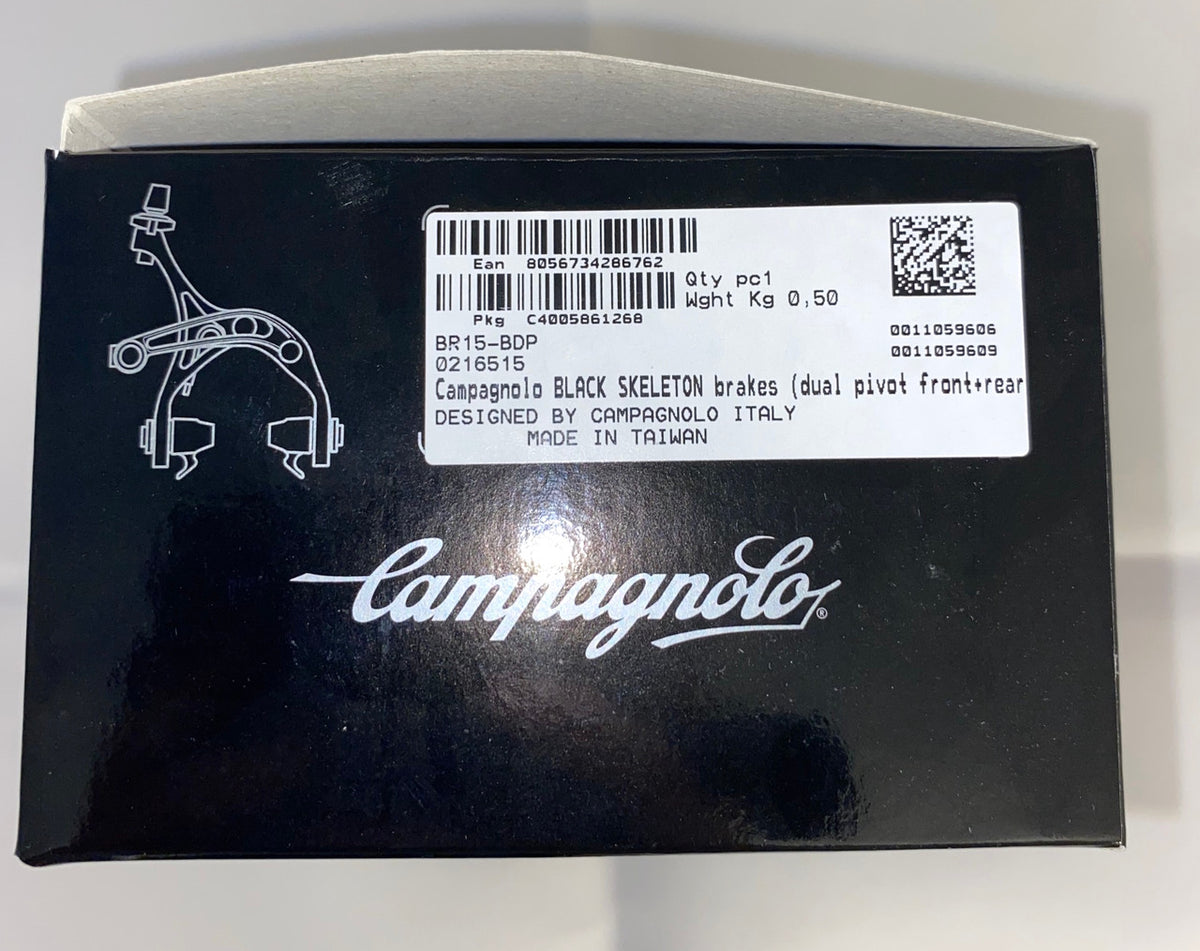 Ean 8056734286762
Qty pc1
Wght Kg 0,50
Pkg C4005861268
0011059606
0011059609
BR15-BDP
0216515
Campagnolo BLACK SKELETON brakes (dual pivot front+rear
DESIGNED BY CAMPAGNOLO ITALY
MADE IN TAIWAN
Campagnolo®